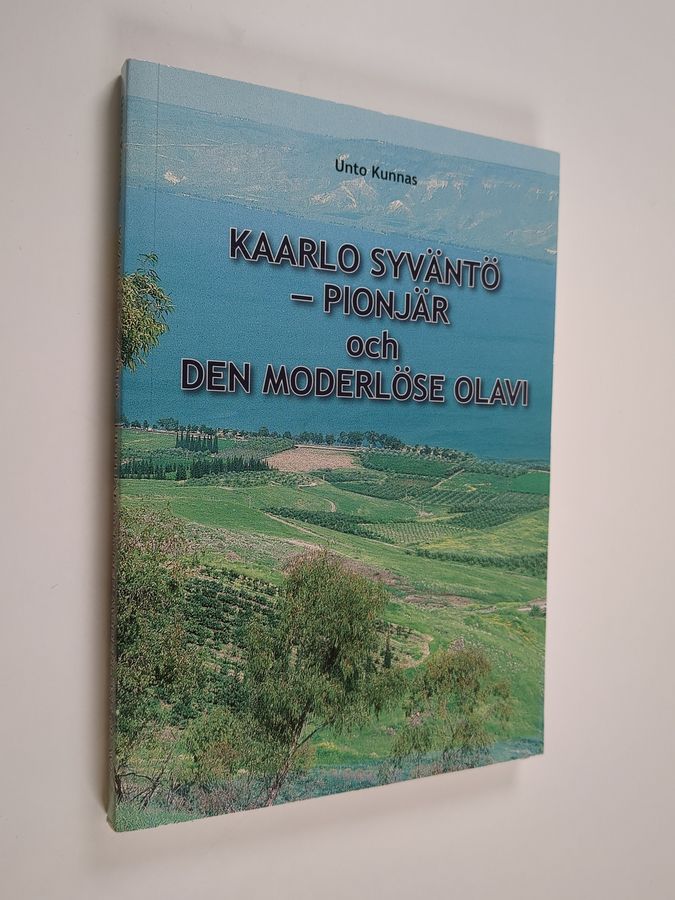 Unto Kunnas
KAARLO SYVÄNTÖ
– PIONJÄR
och
DEN MODERLÖSE OLAVI